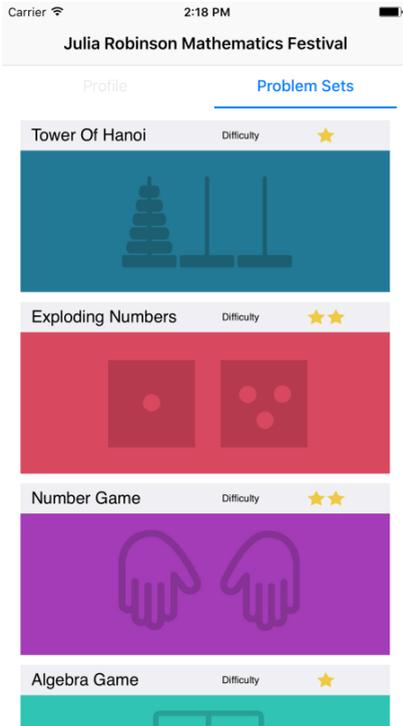 Carrier 2:18 PM
Julia Robinson Mathematics Festival
Profile Problem Sets
Tower Of Hanoi Difficulty
Exploding Numbers Difficulty
Number Game Difficulty
Algebra Game Difficulty